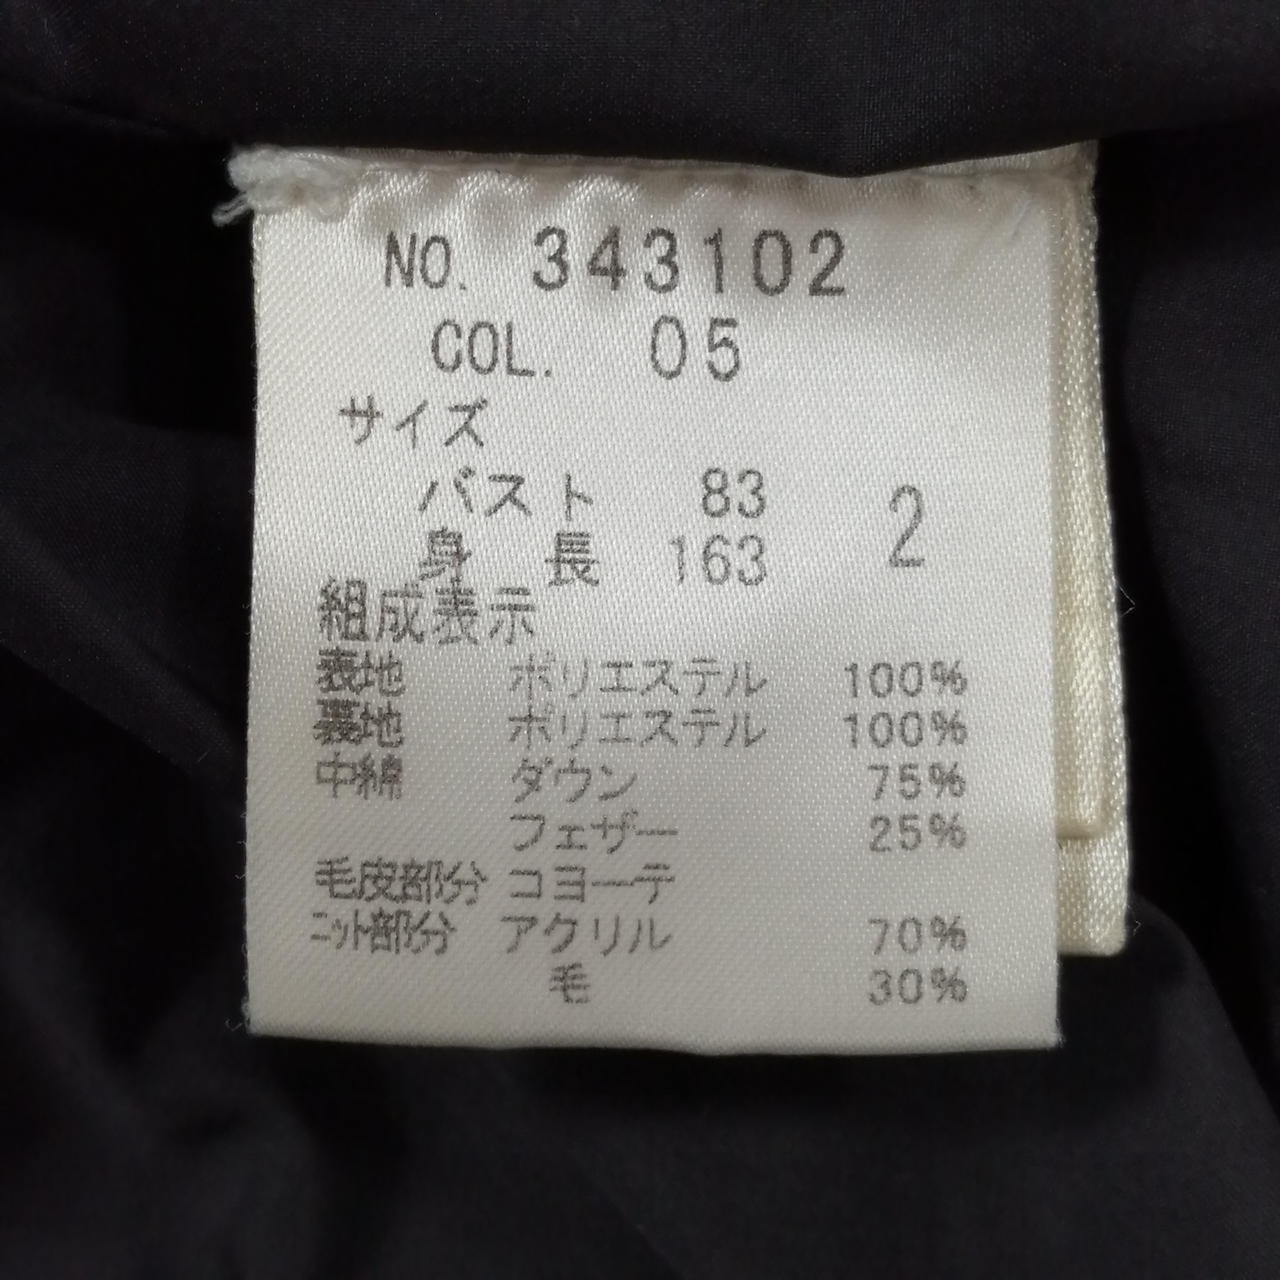 NO. 343102
COL. 05
サイズ
バスト 83
2
身長 163
組成表示
表地 ポリエステル 100%
裏地 ポリエステル 100%
中綿 ダウン 75%
フェザー 25%
毛皮部分 コヨーテ
ニット部分 アクリル 70%
毛 30%